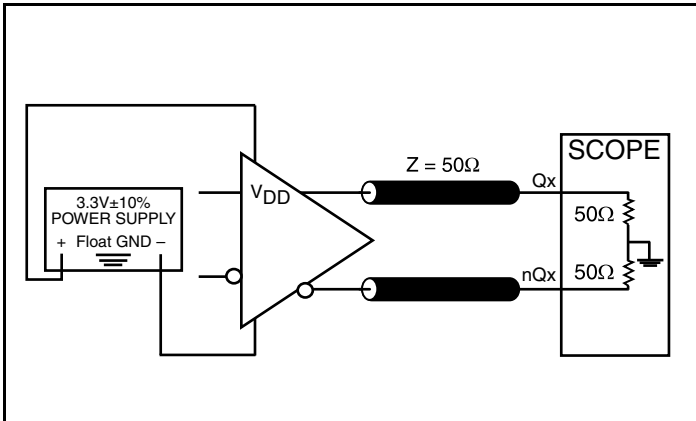 SCOPE
Z = 50Ω
Qx
VDD
3.3V±10%
POWER SUPPLY
50Ω
+ Float GND –
50Ω
nQx